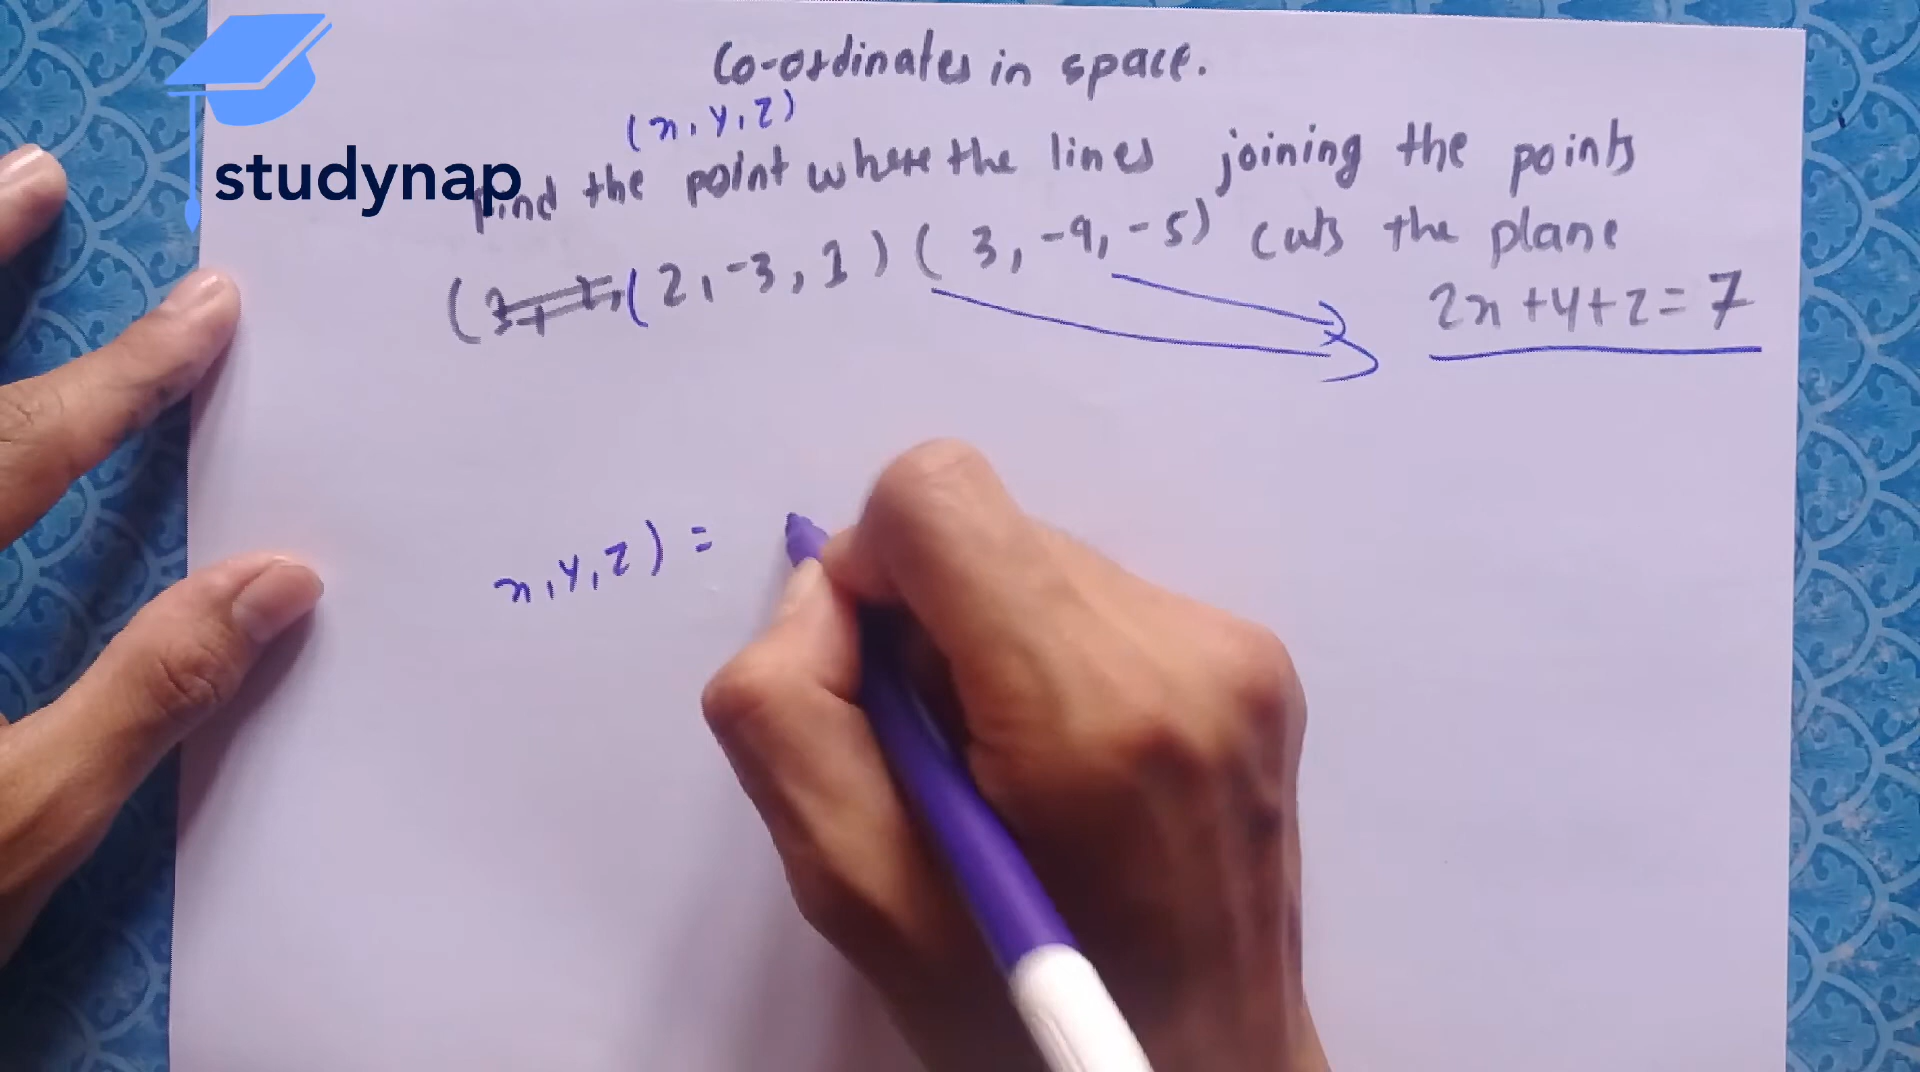 studynap
Co-ordinates in space.
(x, y, z)
Find the point where the lines joining the points
(2, -3, 1) (3, -9, -5) cuts the plane
2x + y + z = 7
x, y, z) =